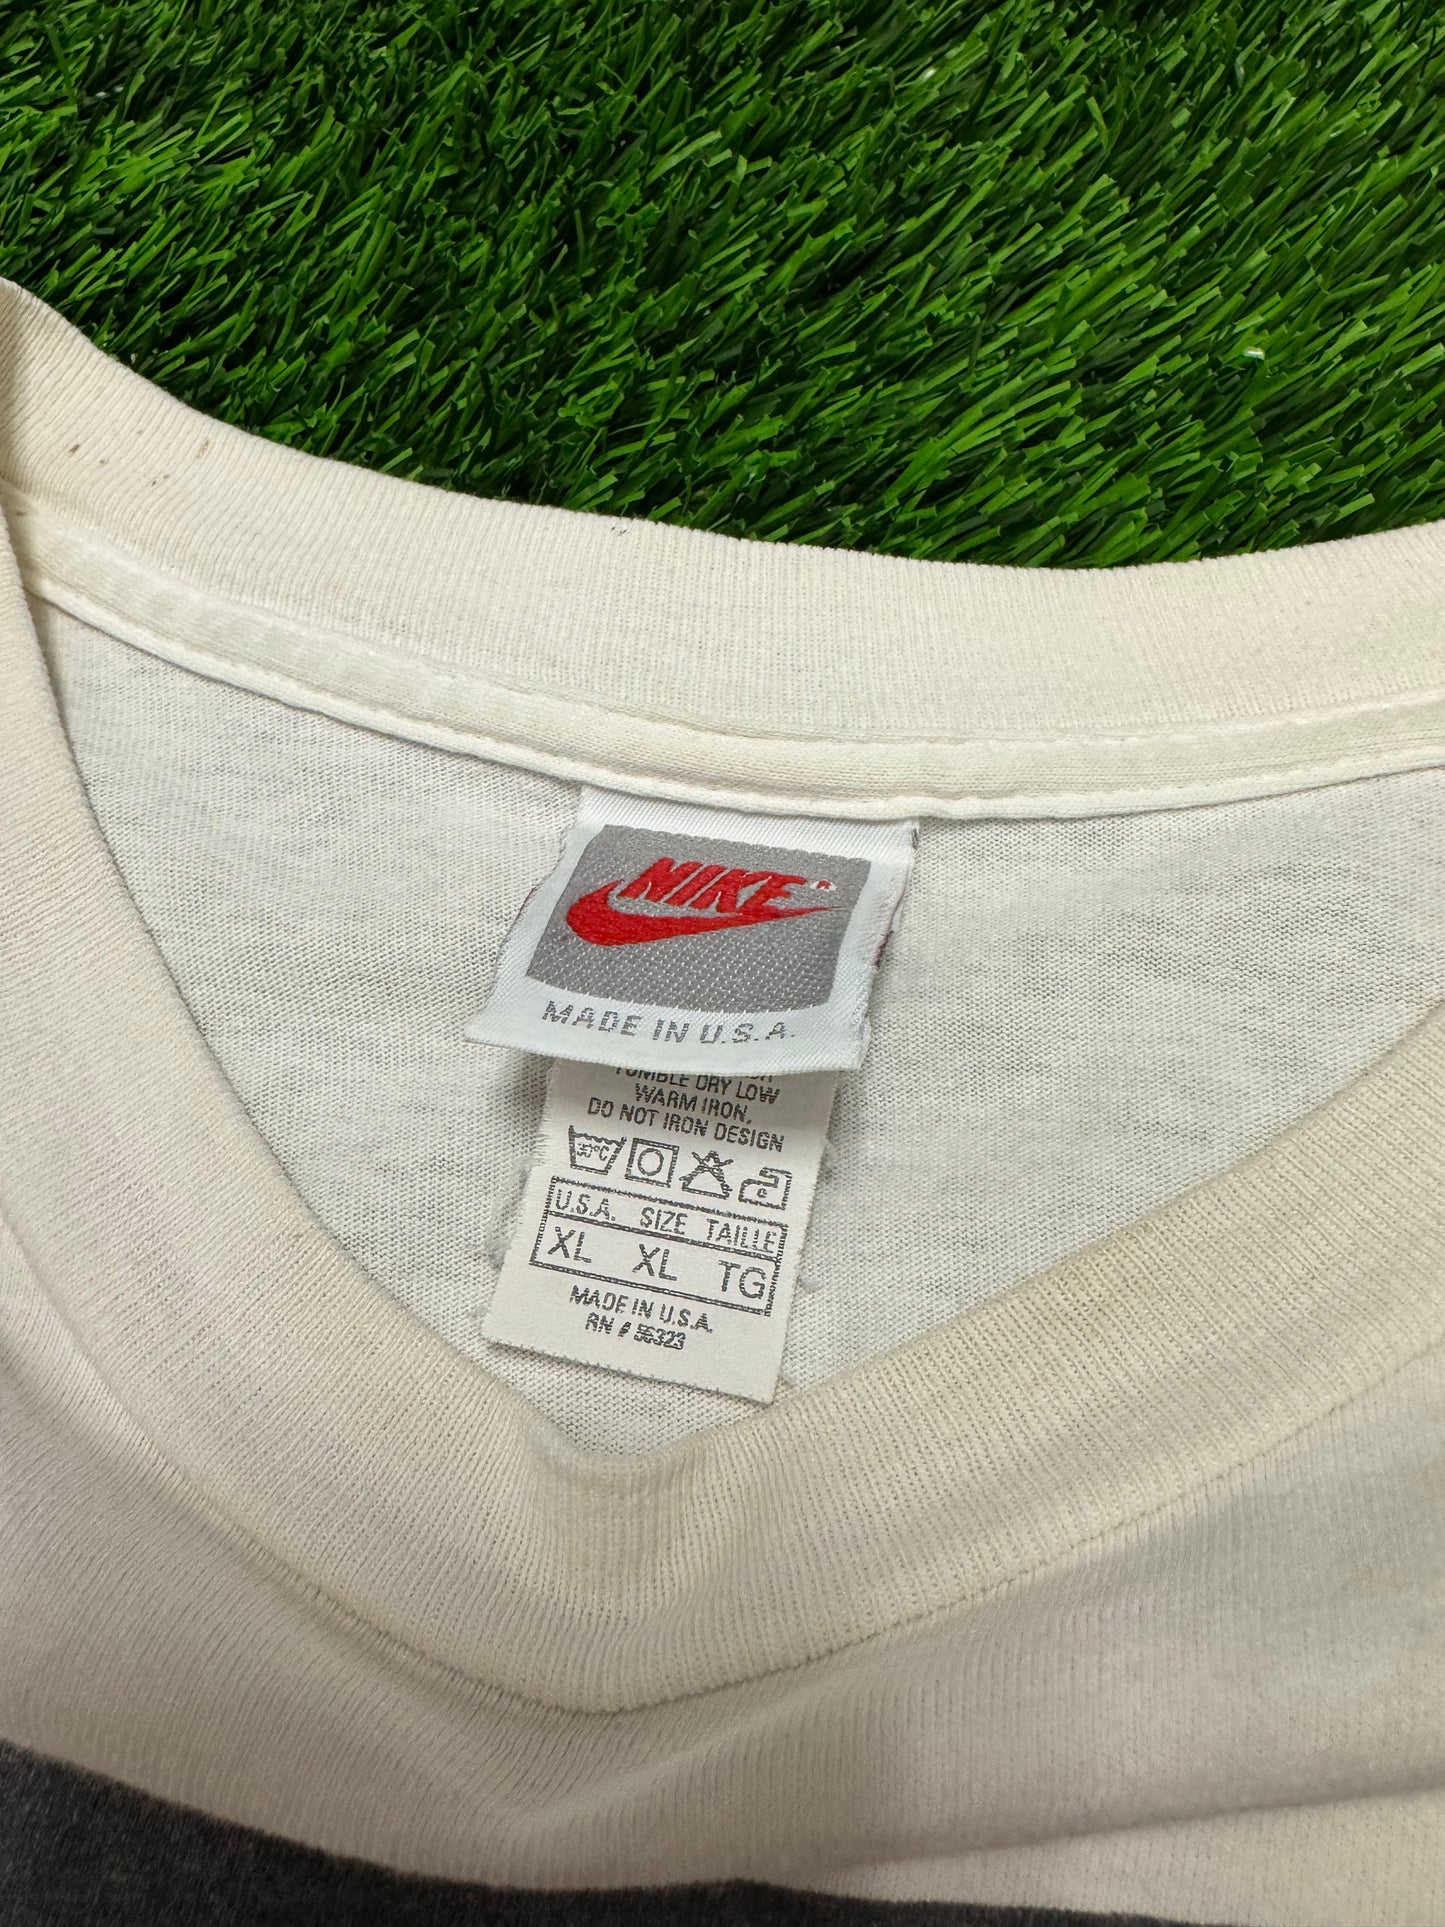 NIKE®
MADE IN U.S.A.
TUMBLE DRY LOW
WARM IRON.
DO NOT IRON DESIGN
30°C
U.S.A. SIZE TAILLE
XL XL TG
MADE IN U.S.A.
RN # 56323